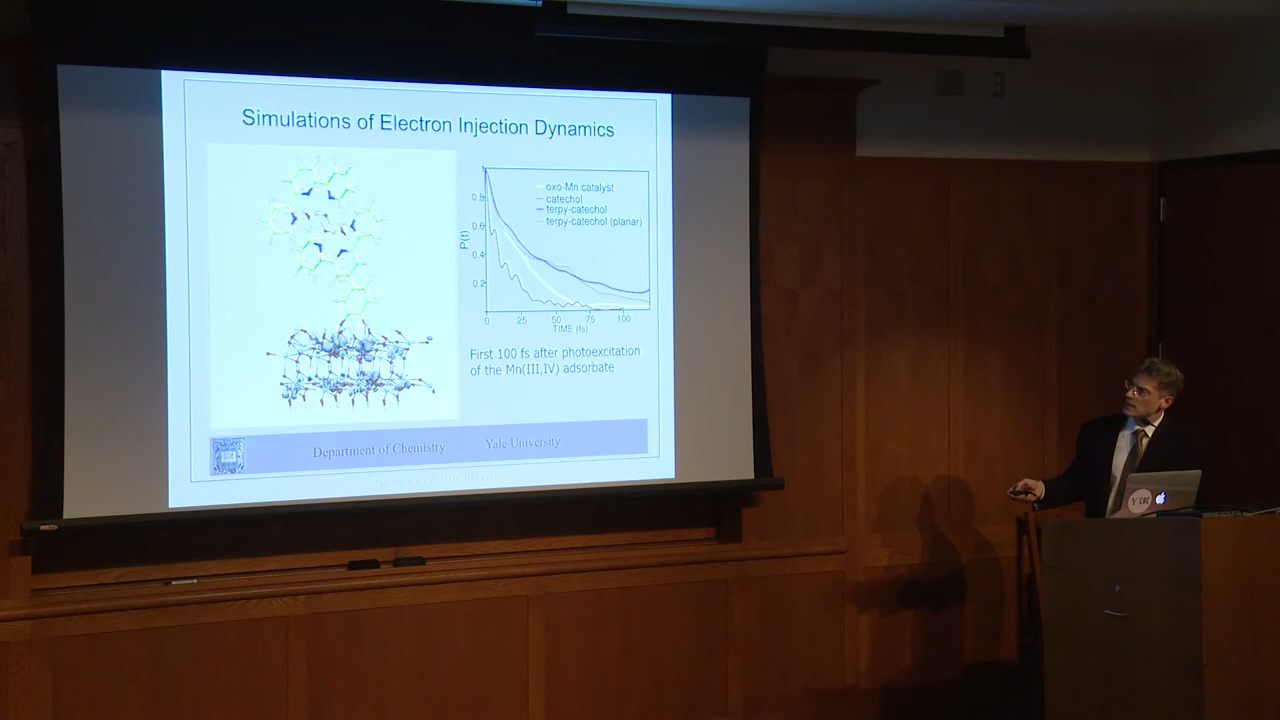 Simulations of Electron Injection Dynamics
1
0.8
0.6
0.4
0.2
P(t)
oxo-Mn catalyst
catechol
terpy-catechol
terpy-catechol (planar)
0 25 50 75 100
TIME (fs)
First 100 fs after photoexcitation
of the Mn(III,IV) adsorbate
Department of Chemistry Yale University